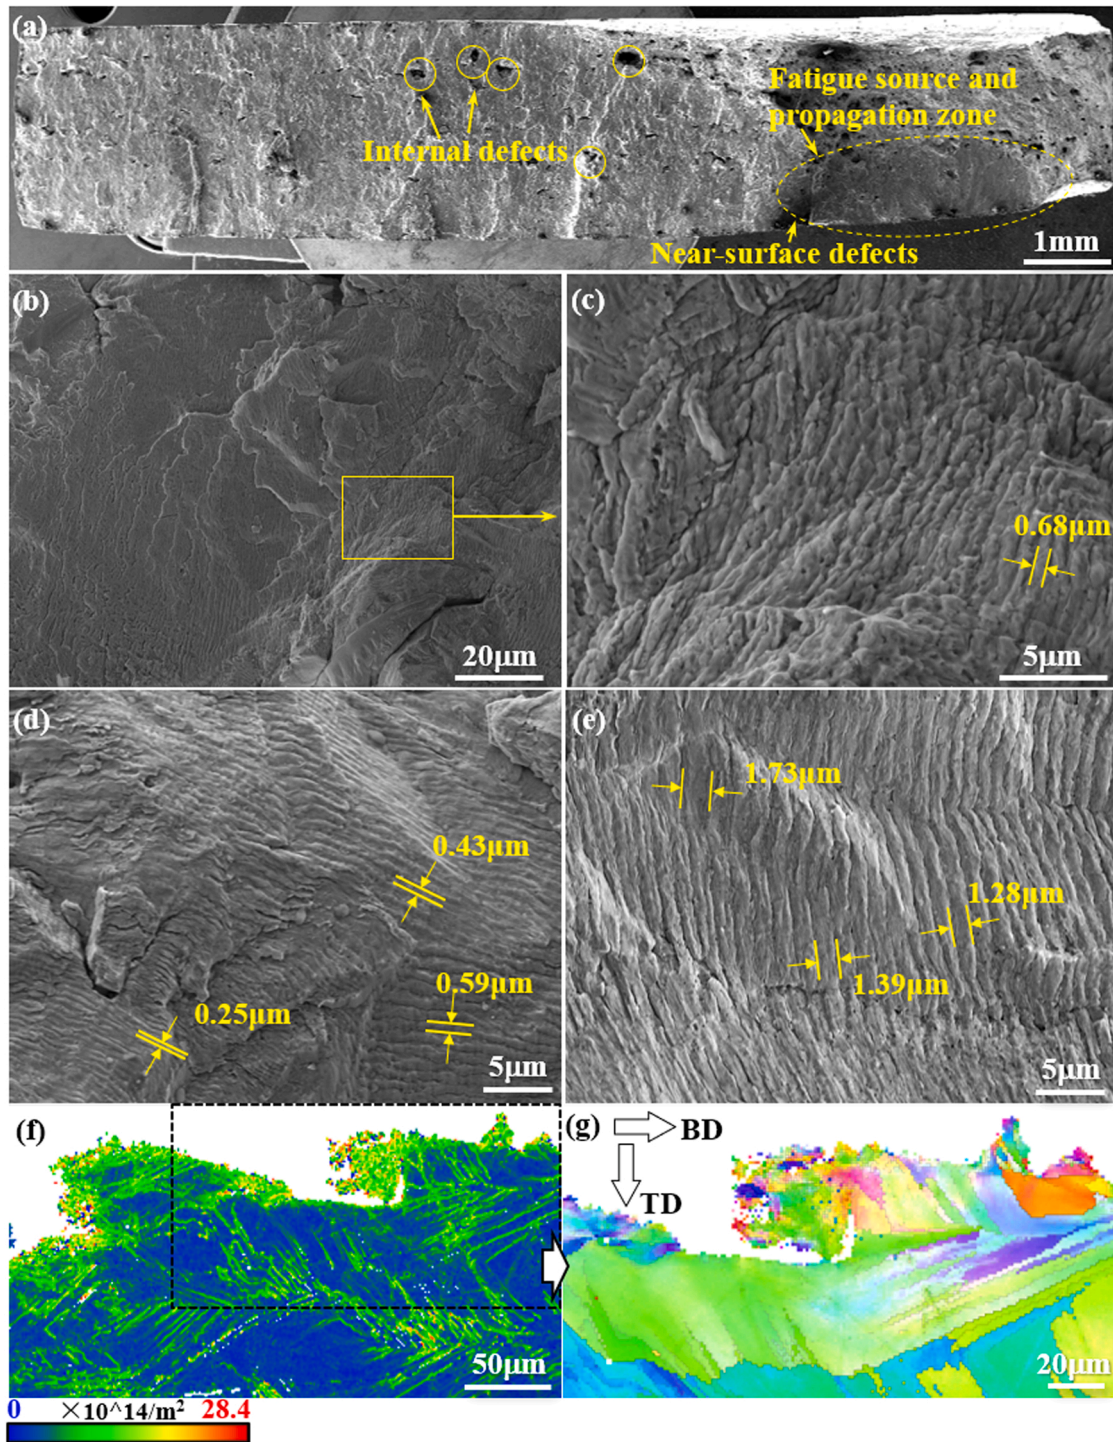 (a)
Fatigue source and
propagation zone
Internal defects
Near-surface defects
1mm
(b)
20μm
(c)
0.68μm
5μm
(d)
0.43μm
0.59μm
0.25μm
5μm
(e)
1.73μm
1.28μm
1.39μm
5μm
(f)
50μm
(g)
BD
TD
20μm
0 ×10^14/m² 28.4